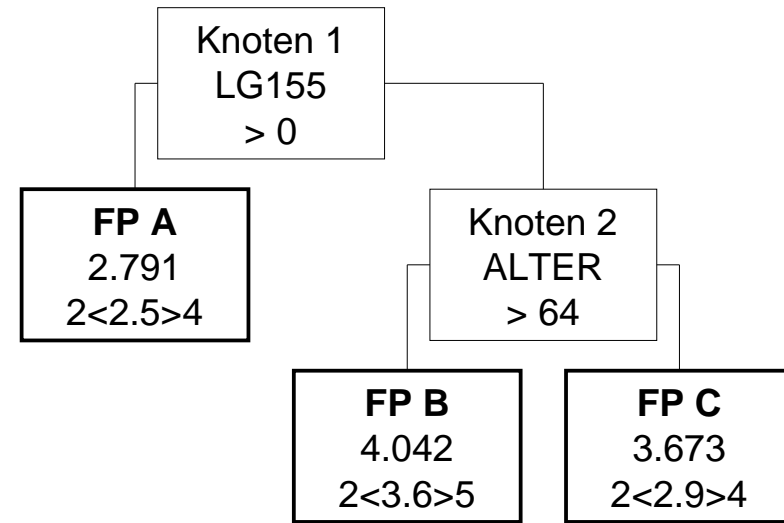 Knoten 1
LG155
> 0
FP A
2.791
2<2.5>4
Knoten 2
ALTER
> 64
FP B
4.042
2<3.6>5
FP C
3.673
2<2.9>4